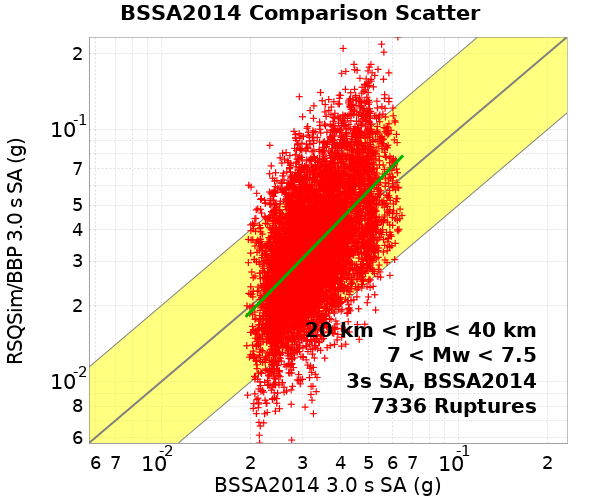 BSSA2014 Comparison Scatter
RSQSim/BBP 3.0 s SA (g)
2
10-1
7
5
4
3
2
10-2
8
6
20 km < rJB < 40 km
7 < Mw < 7.5
3s SA, BSSA2014
7336 Ruptures
6 7 10-2 2 3 4 5 6 7 10-1 2
BSSA2014 3.0 s SA (g)